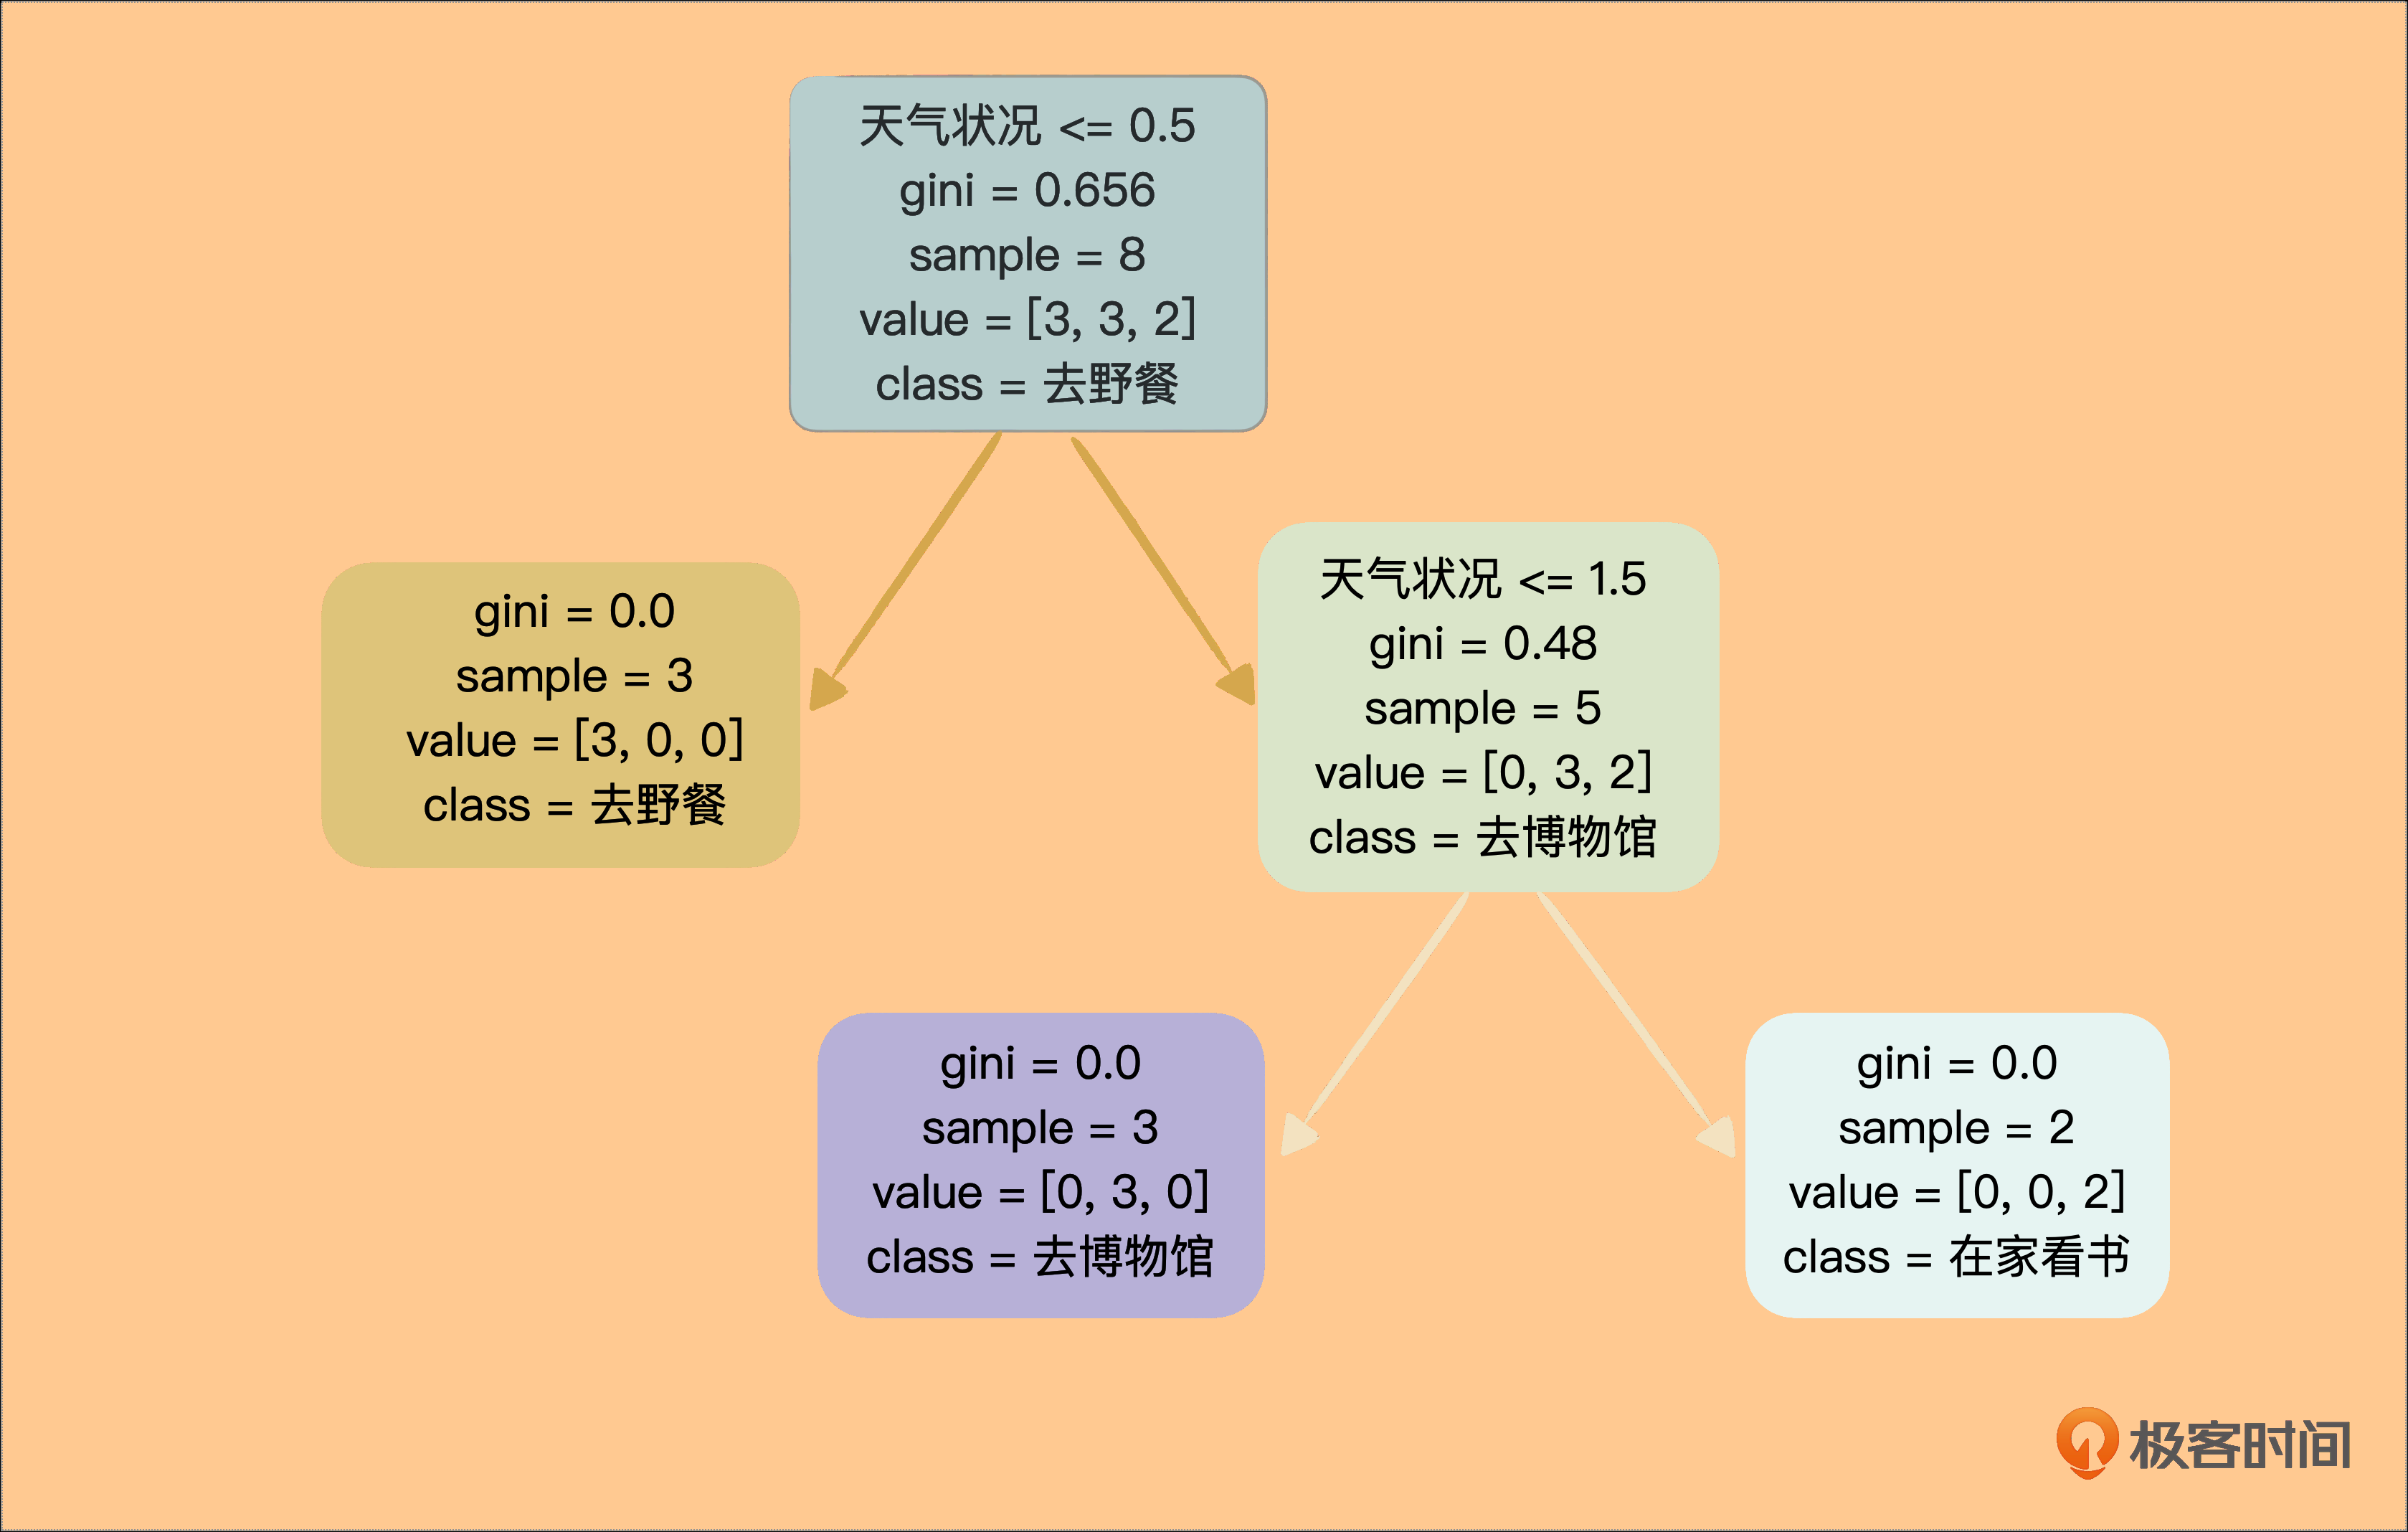 天气状况 <= 0.5
gini = 0.656
sample = 8
value = [3, 3, 2]
class = 去野餐
gini = 0.0
sample = 3
value = [3, 0, 0]
class = 去野餐
天气状况 <= 1.5
gini = 0.48
sample = 5
value = [0, 3, 2]
class = 去博物馆
gini = 0.0
sample = 3
value = [0, 3, 0]
class = 去博物馆
gini = 0.0
sample = 2
value = [0, 0, 2]
class = 在家看书
极客时间